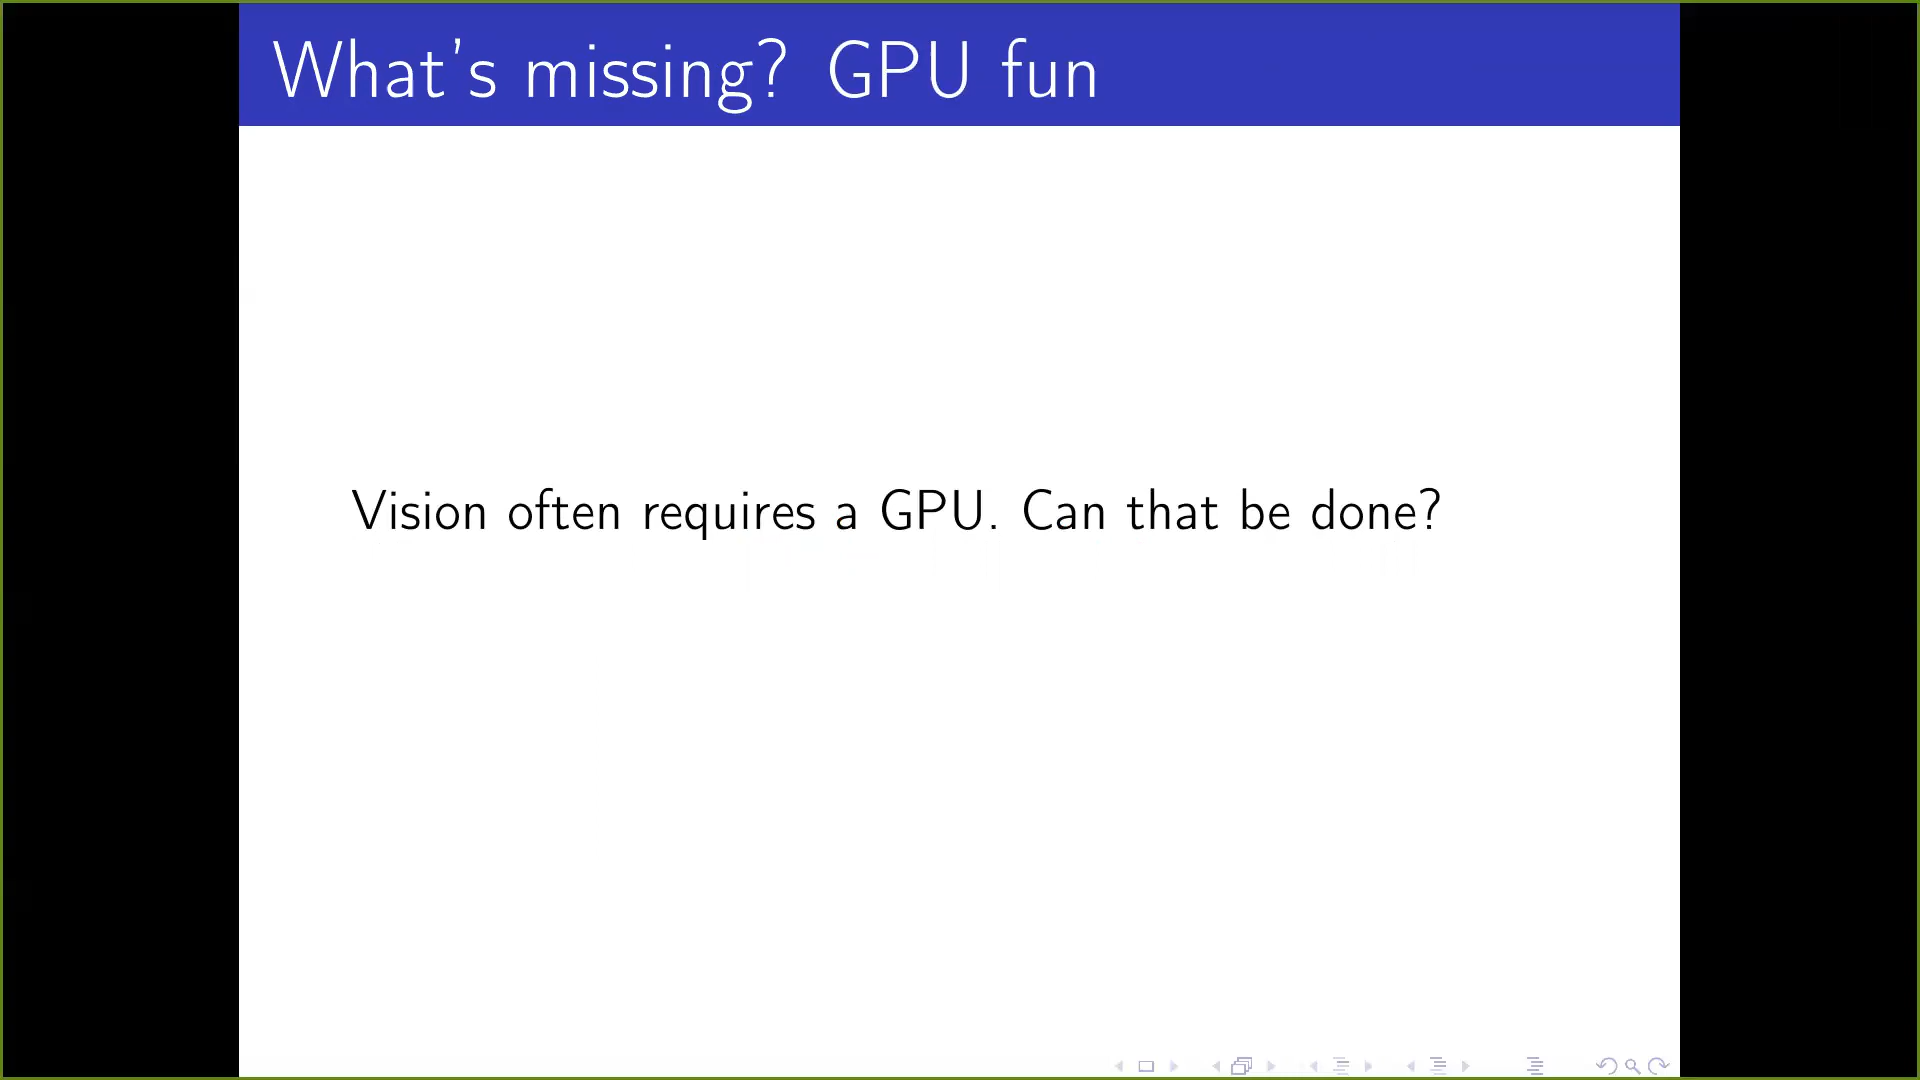 What's missing? GPU fun
Vision often requires a GPU. Can that be done?